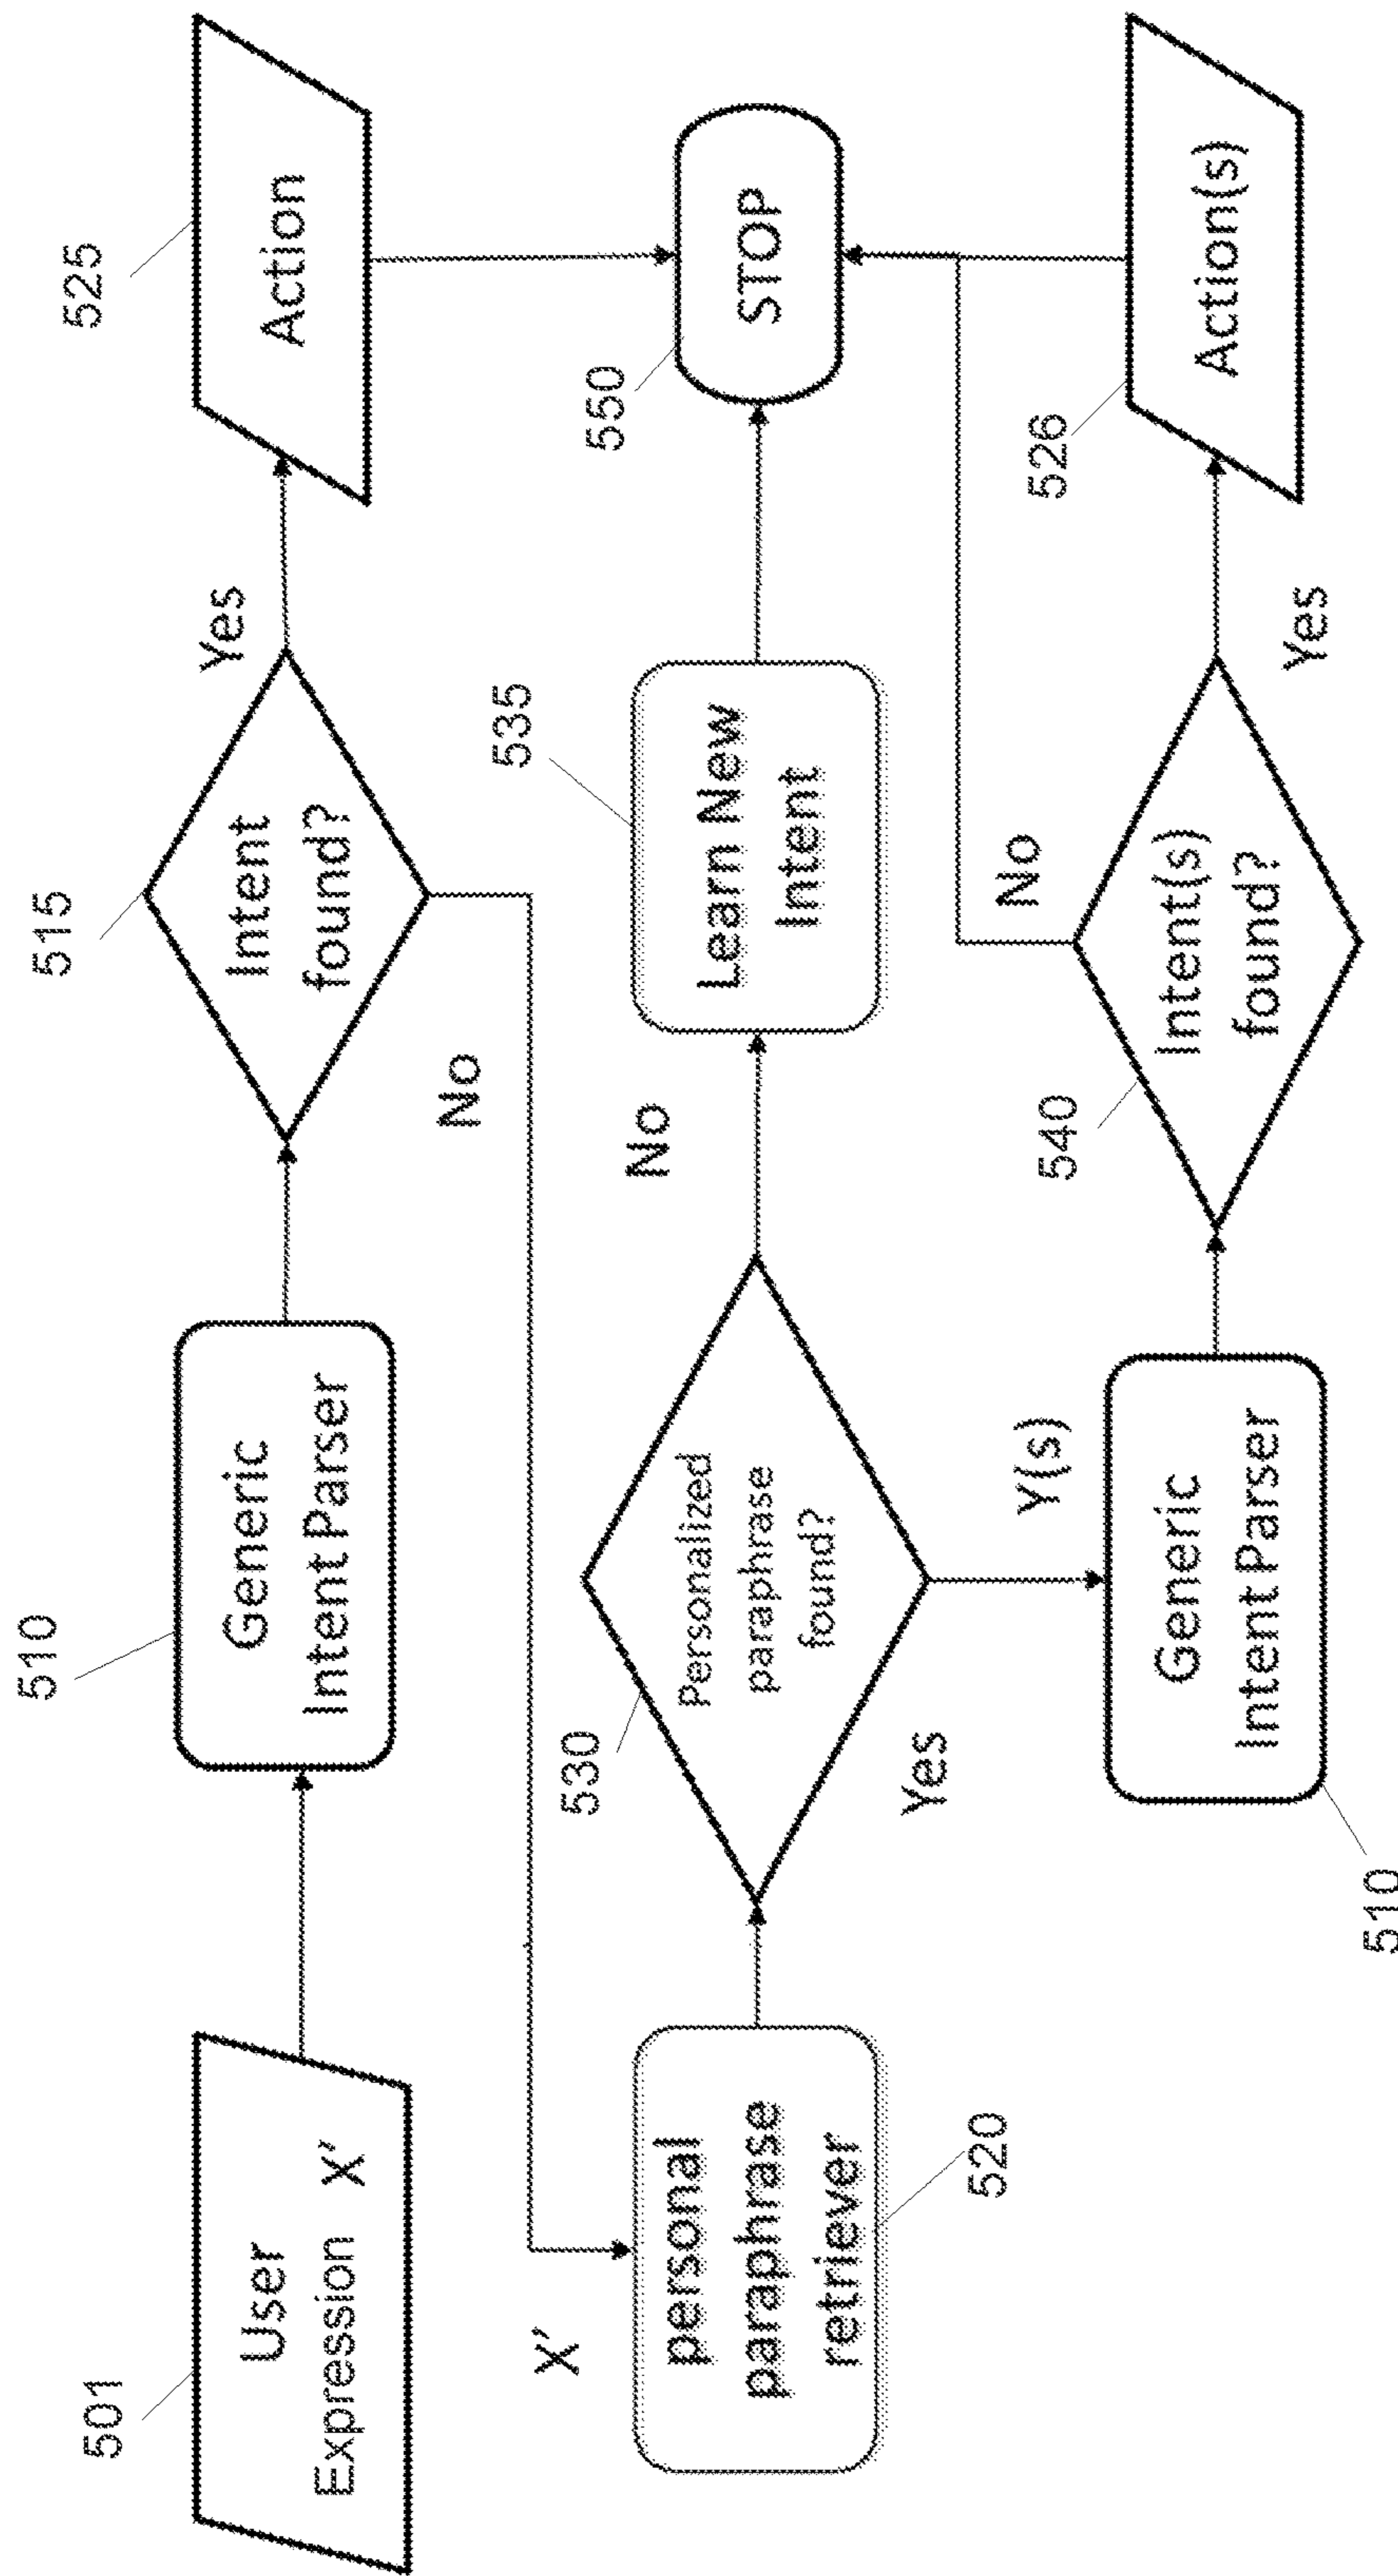 501
User
Expression X'
510
Generic
Intent Parser
515
Intent
found?
Yes
525
Action
No
X'
personal
paraphrase
retriever
520
530
Personalized
paraphrase
found?
No
535
Learn New
Intent
550
STOP
Yes
Y(s)
Generic
Intent Parser
510
540
Intent(s)
found?
No
Yes
526
Action(s)